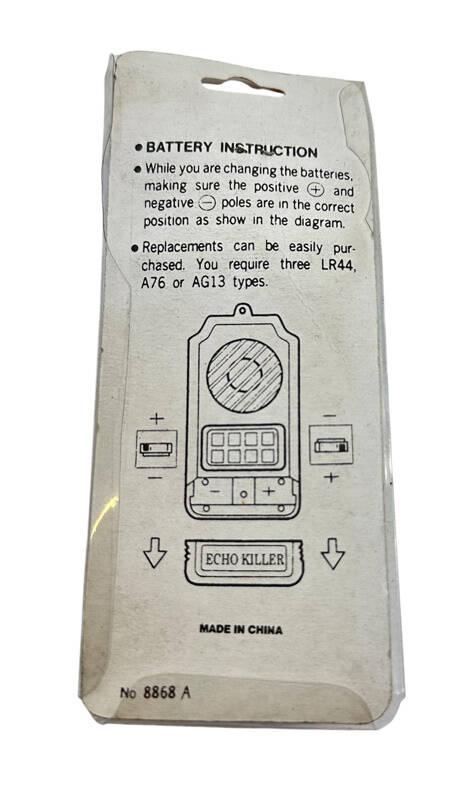 ● BATTERY INSTRUCTION
● While you are changing the batteries,
making sure the positive ⊕ and
negative ⊖ poles are in the correct
position as show in the diagram.
● Replacements can be easily pur-
chased. You require three LR44,
A76 or AG13 types.
+ −
− +
− +
ECHO KILLER
MADE IN CHINA
No 8868 A